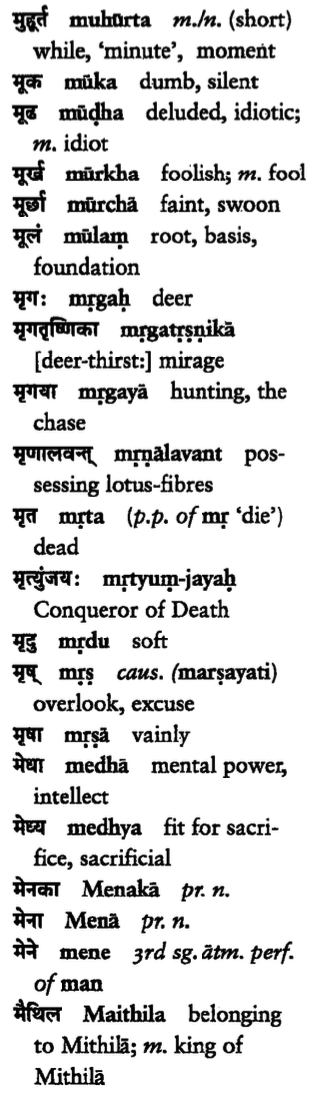 मुहूर्त muhūrta m./n. (short)
while, ‘minute’, moment
मूक mūka dumb, silent
मूढ mūḍha deluded, idiotic;
m. idiot
मूर्ख mūrkha foolish; m. fool
मूर्छा mūrchā faint, swoon
मूलं mūlaṃ root, basis,
foundation
मृगः mṛgaḥ deer
मृगतृष्णिका mṛgatṛṣṇikā
[deer-thirst:] mirage
मृगया mṛgayā hunting, the
chase
मृणालवन्त् mṛṇālavant pos-
sessing lotus-fibres
मृत mṛta (p.p. of mṛ ‘die’)
dead
मृत्युंजयः mṛtyuṃ-jayaḥ
Conqueror of Death
मृदु mṛdu soft
मृष् mṛṣ caus. (marṣayati)
overlook, excuse
मृषा mṛṣā vainly
मेधा medhā mental power,
intellect
मेध्य medhya fit for sacri-
fice, sacrificial
मेनका Menakā pr. n.
मेना Menā pr. n.
मेने mene 3rd sg. ātm. perf.
of man
मैथिल Maithila belonging
to Mithilā; m. king of
Mithilā